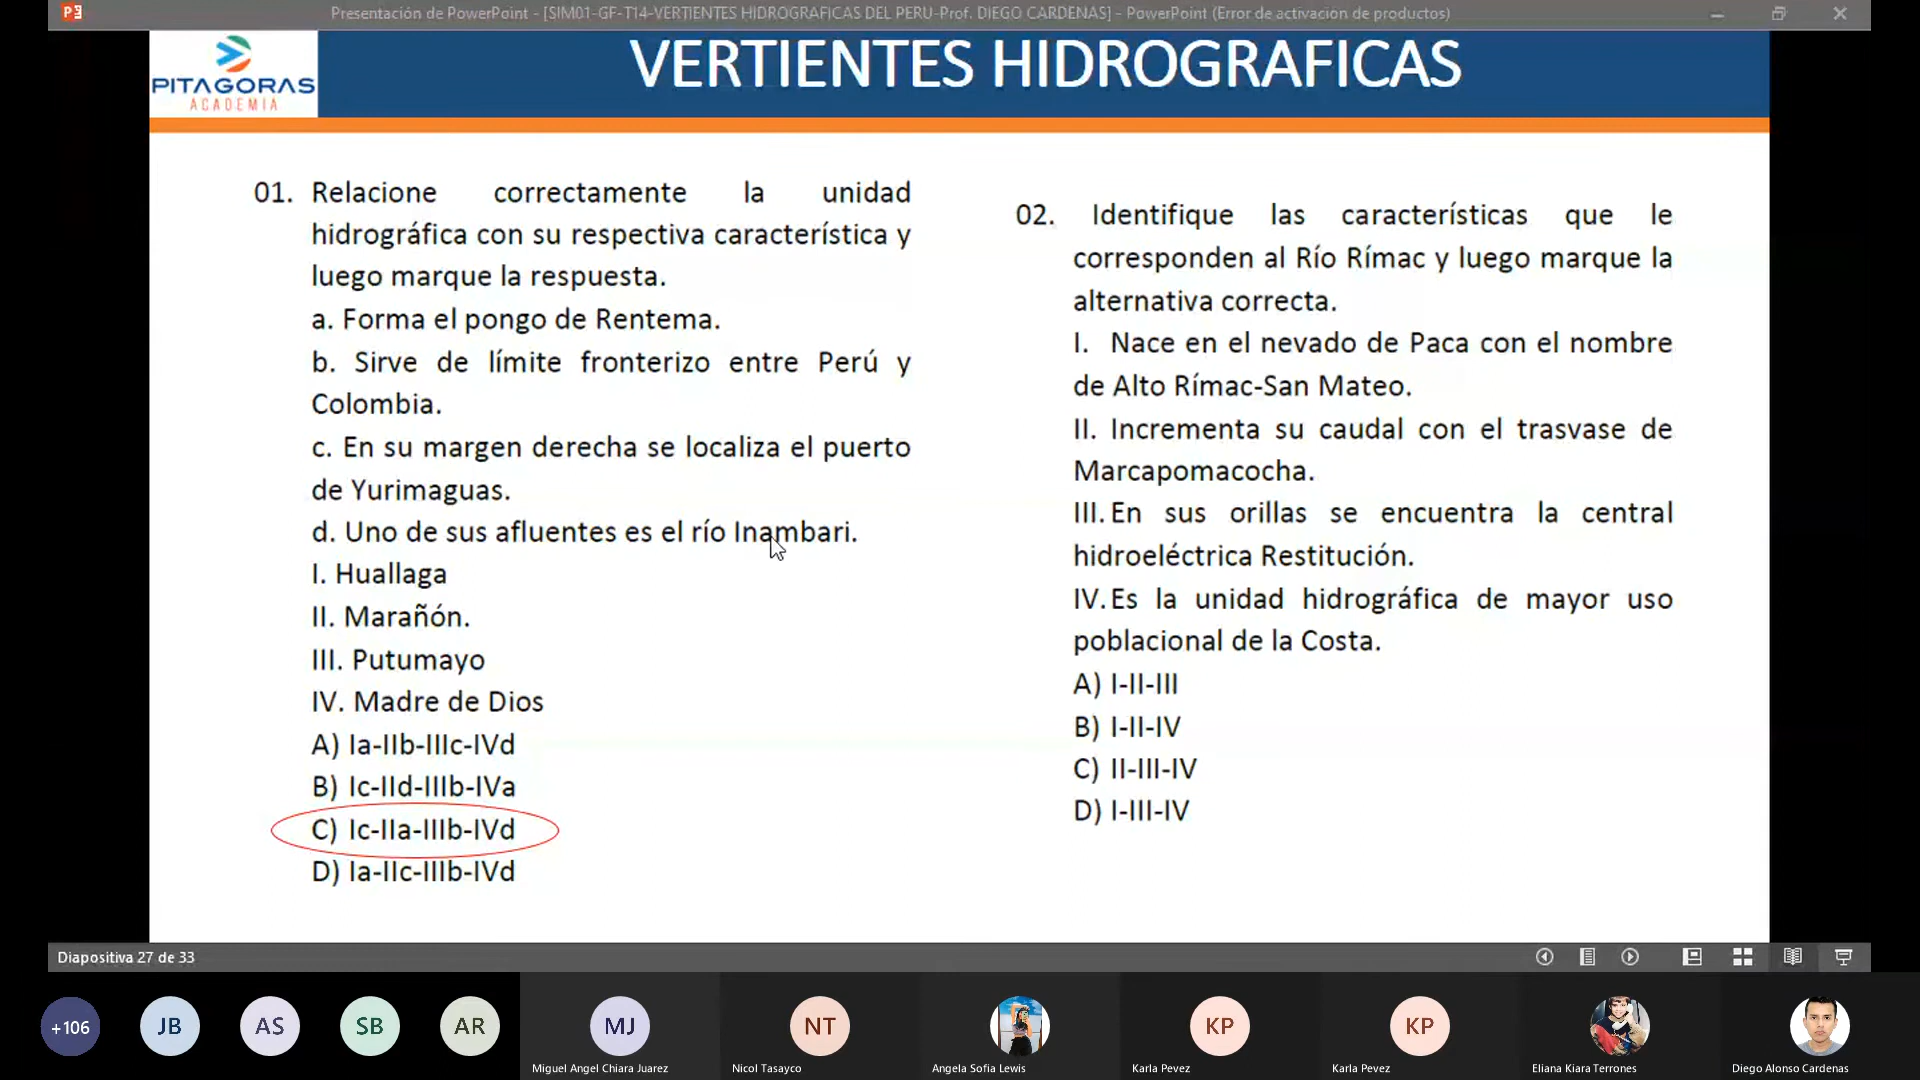 Presentación de PowerPoint - [SIM01-GF-T14-VERTIENTES HIDROGRAFICAS DEL PERU-Prof. DIEGO CARDENAS] - PowerPoint (Error de activación de productos)
PITAGORAS
ACADEMIA
VERTIENTES HIDROGRAFICAS
01. Relacione correctamente la unidad
hidrográfica con su respectiva característica y
luego marque la respuesta.
a. Forma el pongo de Rentema.
b. Sirve de límite fronterizo entre Perú y
Colombia.
c. En su margen derecha se localiza el puerto
de Yurimaguas.
d. Uno de sus afluentes es el río Inambari.
I. Huallaga
II. Marañón.
III. Putumayo
IV. Madre de Dios
A) Ia-IIb-IIIc-IVd
B) Ic-IId-IIIb-IVa
C) Ic-IIa-IIIb-IVd
D) Ia-IIc-IIIb-IVd
02. Identifique las características que le
corresponden al Río Rímac y luego marque la
alternativa correcta.
I. Nace en el nevado de Paca con el nombre
de Alto Rímac-San Mateo.
II. Incrementa su caudal con el trasvase de
Marcapomacocha.
III. En sus orillas se encuentra la central
hidroeléctrica Restitución.
IV. Es la unidad hidrográfica de mayor uso
poblacional de la Costa.
A) I-II-III
B) I-II-IV
C) II-III-IV
D) I-III-IV
Diapositiva 27 de 33
+106
JB
AS
SB
AR
MJ
NT
KP
KP
Miguel Angel Chiara Juarez
Nicol Tasayco
Angela Sofia Lewis
Karla Pevez
Karla Pevez
Eliana Kiara Terrones
Diego Alonso Cardenas